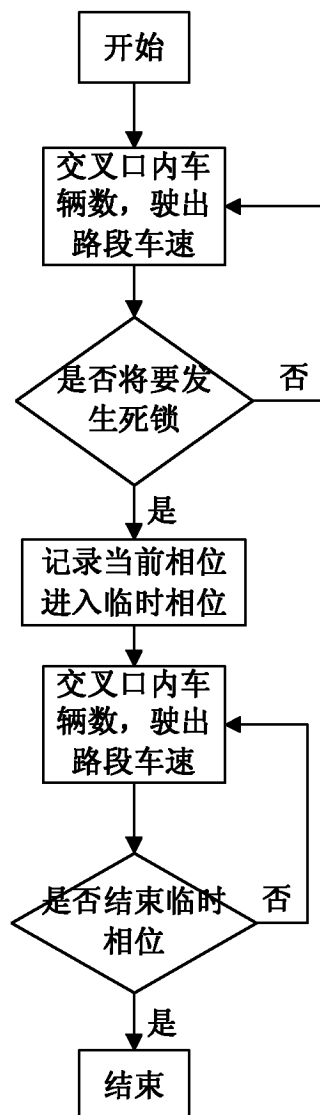 开始
交叉口内车
辆数，驶出
路段车速
是否将要发
生死锁
否
是
记录当前相位
进入临时相位
交叉口内车
辆数，驶出
路段车速
是否结束临时
相位
否
是
结束